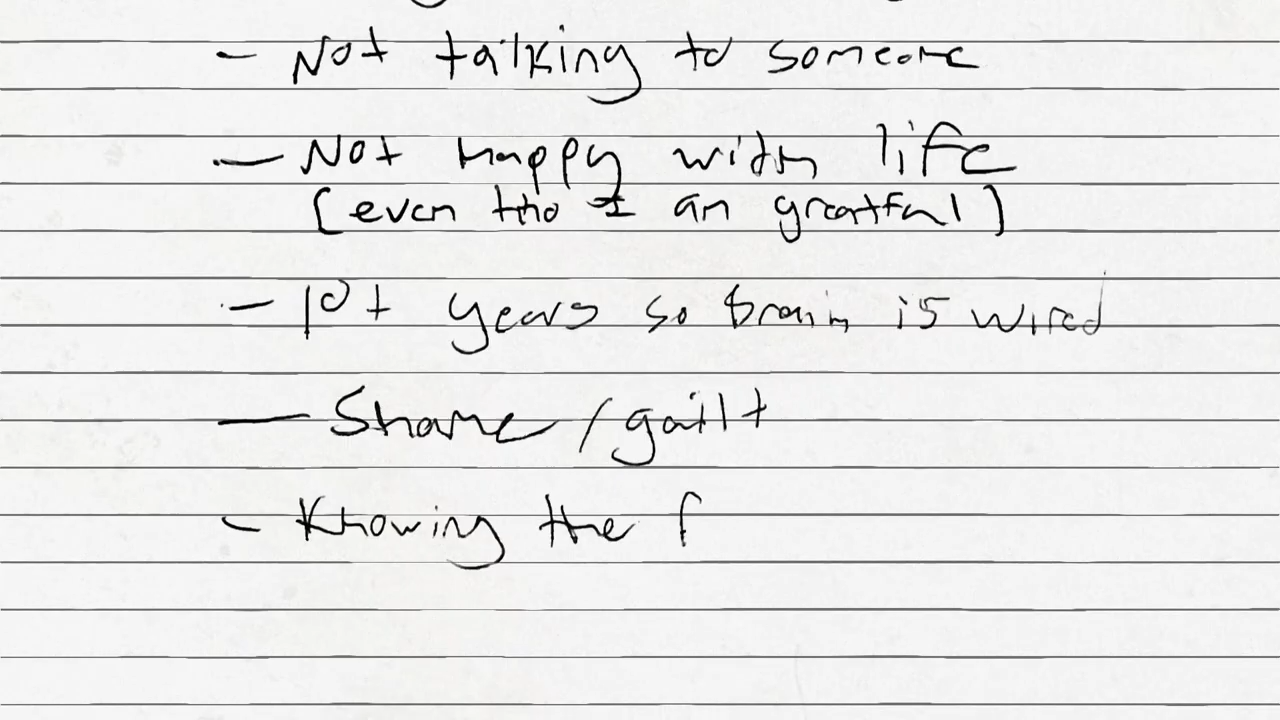 - Not talking to someone
- Not happy with life
(even tho I am greatful)
- 10+ years so brain is wired
- Shame / guilt
- Knowing the f